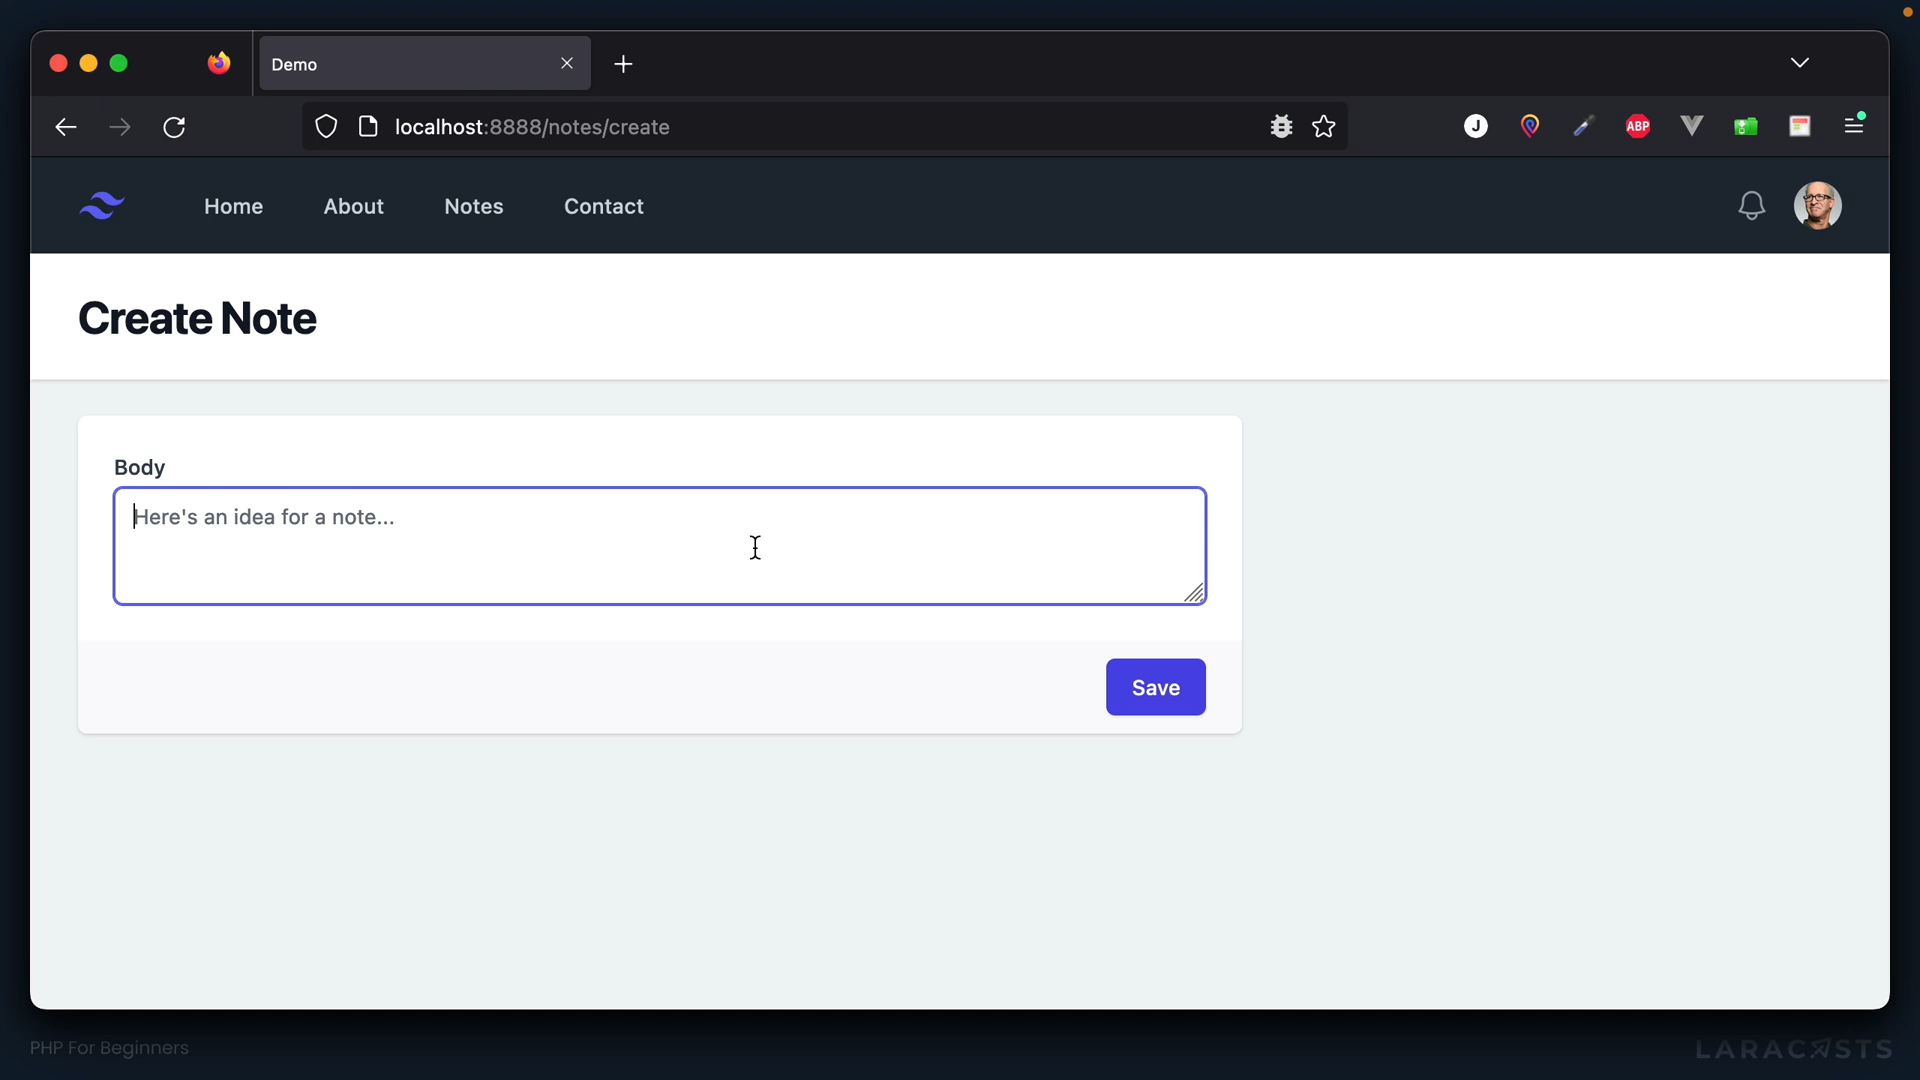 Demo
localhost:8888/notes/create
J
ABP
Home About Notes Contact
Create Note
Body
Here's an idea for a note...
Save
PHP For Beginners
LARACASTS